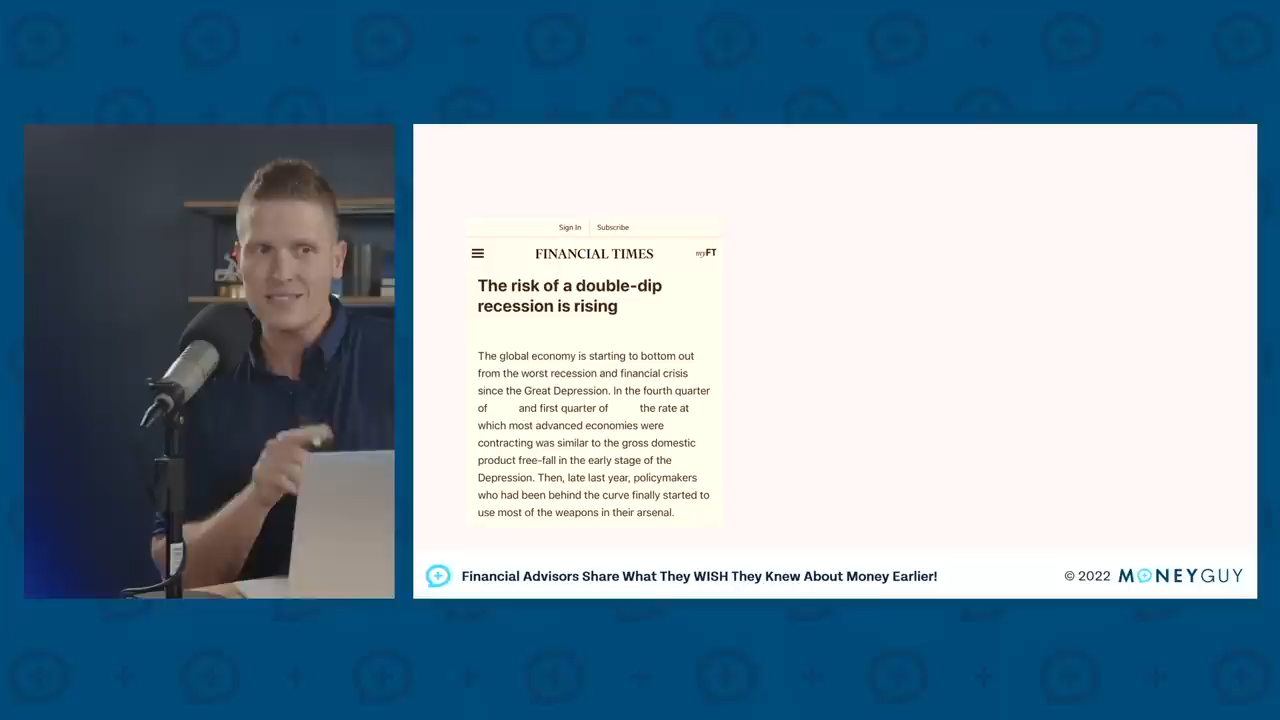 Sign In Subscribe
FINANCIAL TIMES
myFT
The risk of a double-dip
recession is rising
The global economy is starting to bottom out
from the worst recession and financial crisis
since the Great Depression. In the fourth quarter
of and first quarter of the rate at
which most advanced economies were
contracting was similar to the gross domestic
product free-fall in the early stage of the
Depression. Then, late last year, policymakers
who had been behind the curve finally started to
use most of the weapons in their arsenal.
Financial Advisors Share What They WISH They Knew About Money Earlier!
© 2022 MONEYGUY